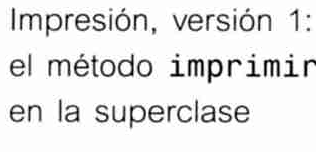 Impresión, versión 1:
el método imprimir
en la superclase